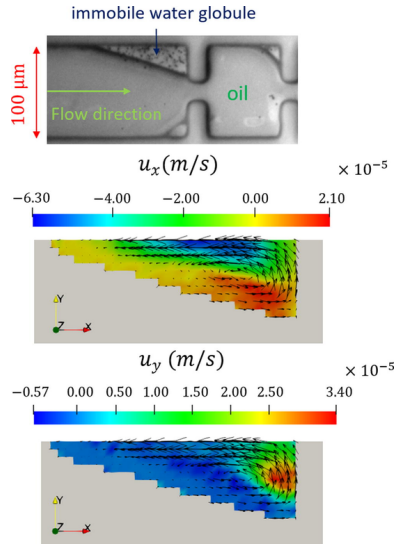 immobile water globule
100 μm
Flow direction
oil
u_x(m/s)
× 10⁻⁵
−6.30 −4.00 −2.00 0.00 2.10
Y
Z X
u_y (m/s)
× 10⁻⁵
−0.57 0.00 0.50 1.50 2.00 2.50 3.40
Y
Z X